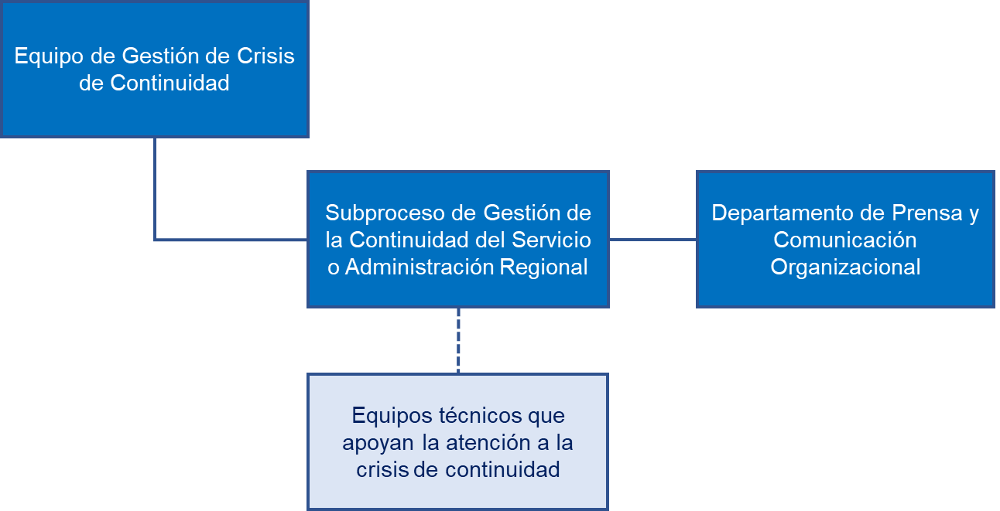 Equipo de Gestión de Crisis
de Continuidad
Subproceso de Gestión de
la Continuidad del Servicio
o Administración Regional
Departamento de Prensa y
Comunicación
Organizacional
Equipos técnicos que
apoyan la atención a la
crisis de continuidad